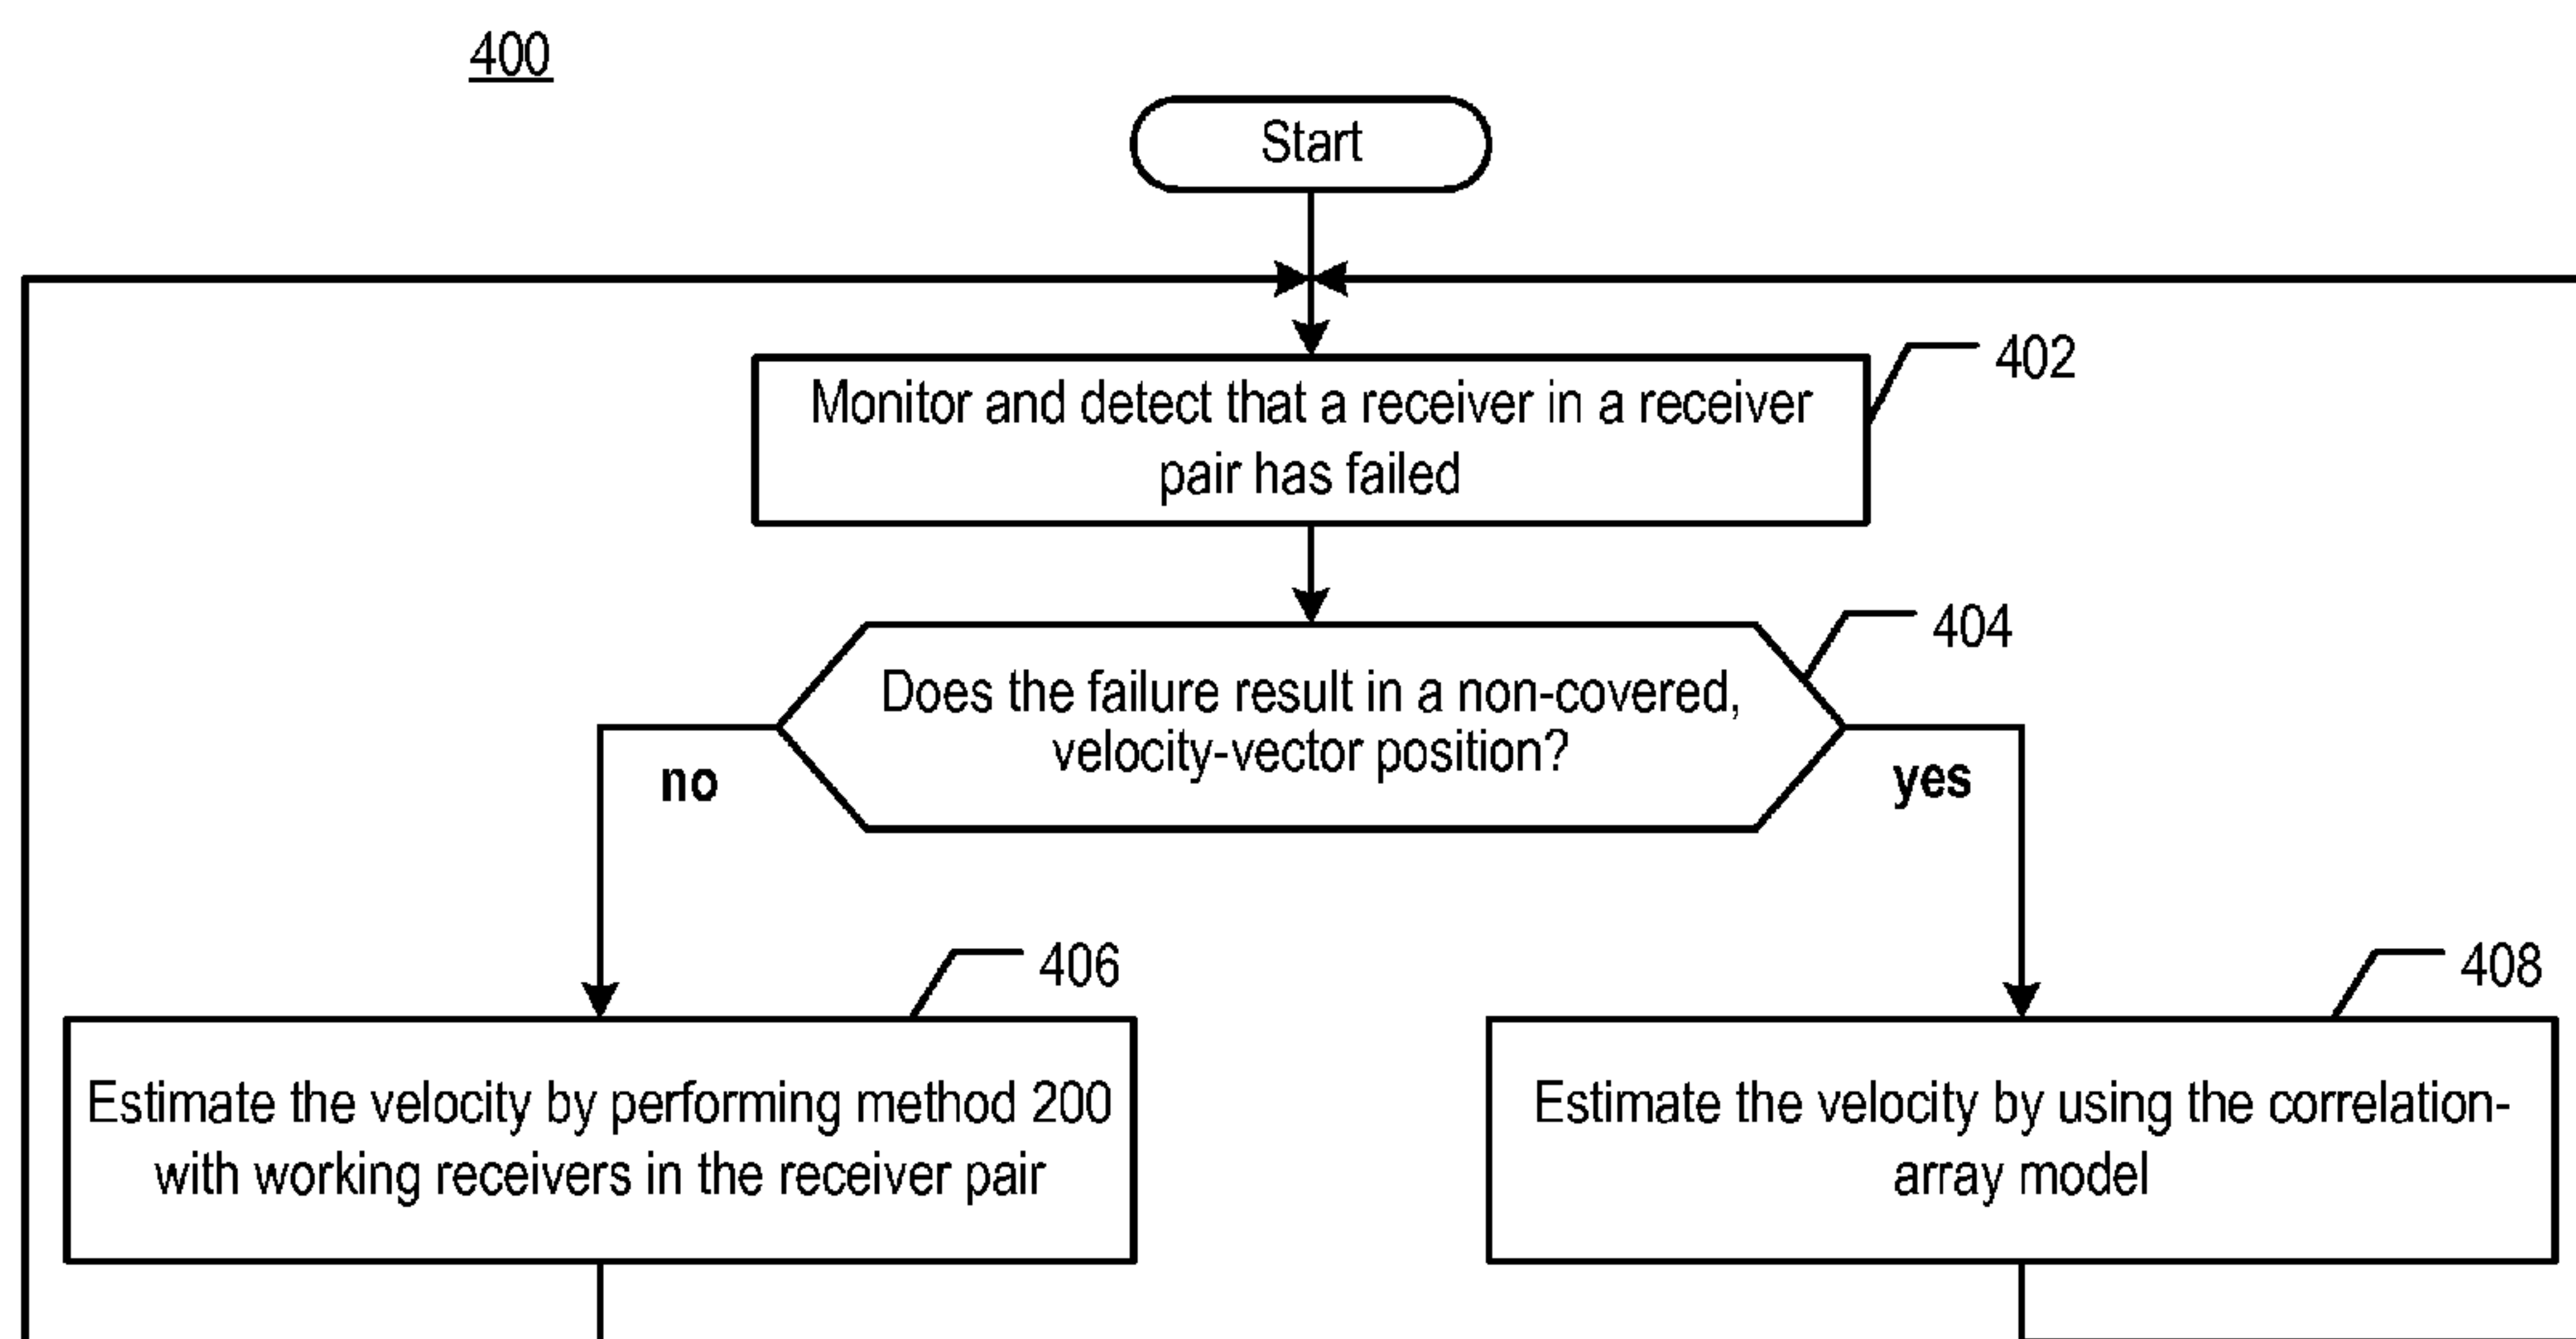 400
Start
Monitor and detect that a receiver in a receiver
pair has failed
402
Does the failure result in a non-covered,
velocity-vector position?
404
no
yes
406
408
Estimate the velocity by performing method 200
with working receivers in the receiver pair
Estimate the velocity by using the correlation-
array model